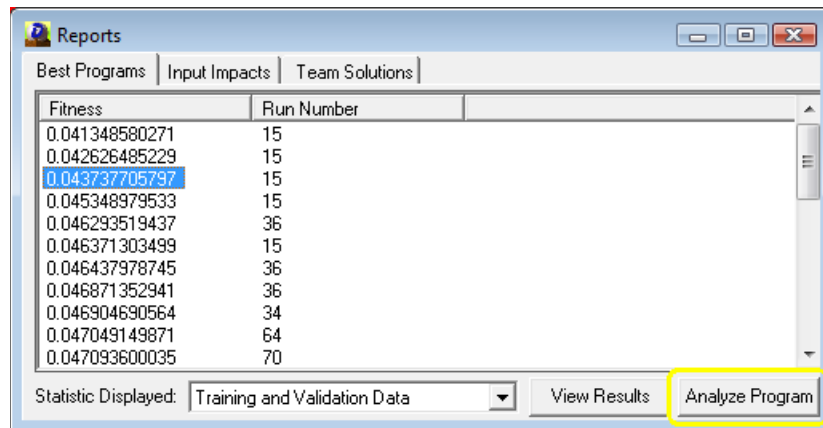 Reports
Best Programs Input Impacts Team Solutions
Fitness Run Number
0.041348580271 15
0.042626485229 15
0.043737705797 15
0.045348979533 15
0.046293519437 36
0.046371303499 15
0.046437978745 36
0.046871352941 36
0.046904690564 34
0.047049149871 64
0.047093600035 70
Statistic Displayed: Training and Validation Data View Results Analyze Program